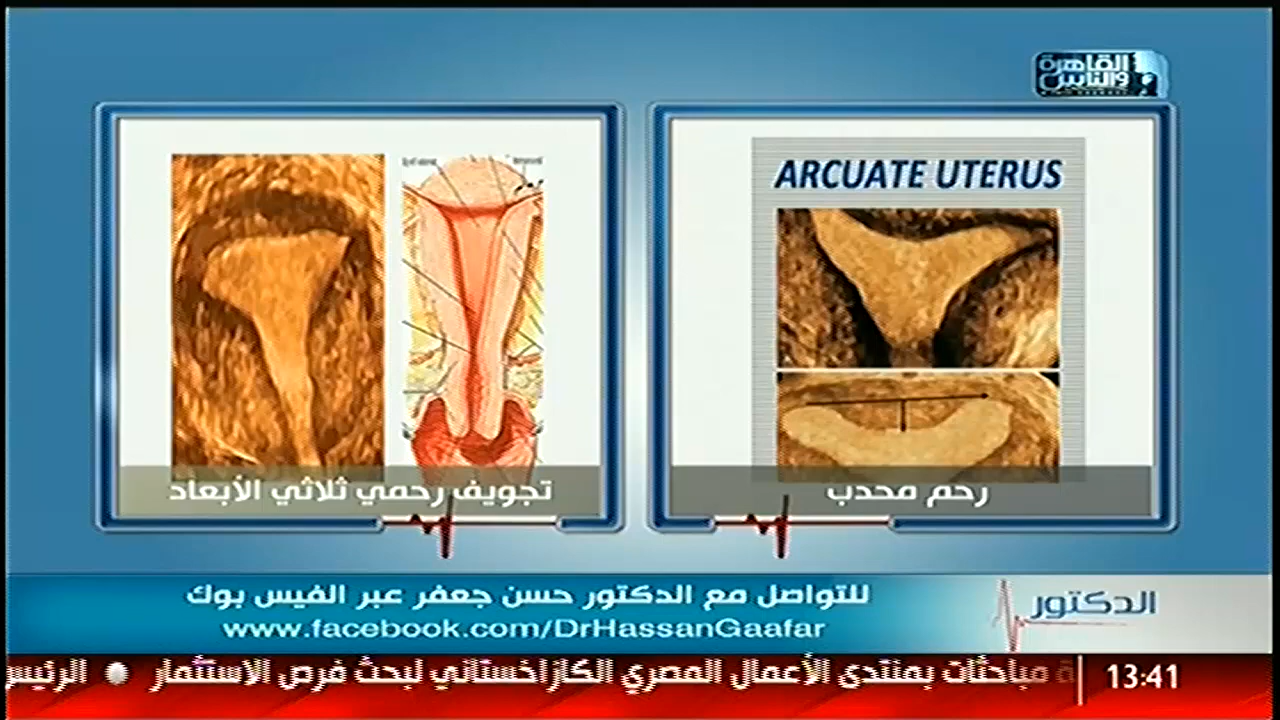 القاهرة
والناس
ARCUATE UTERUS
رحم محدب
تجويف رحمي ثلاثي الأبعاد
الدكتور
للتواصل مع الدكتور حسن جعفر عبر الفيس بوك
www.facebook.com/DrHassanGaafar
13:41
مباحثات بمنتدى الأعمال المصري الكازاخستاني لبحث فرص الاستثمار ● الرئيس